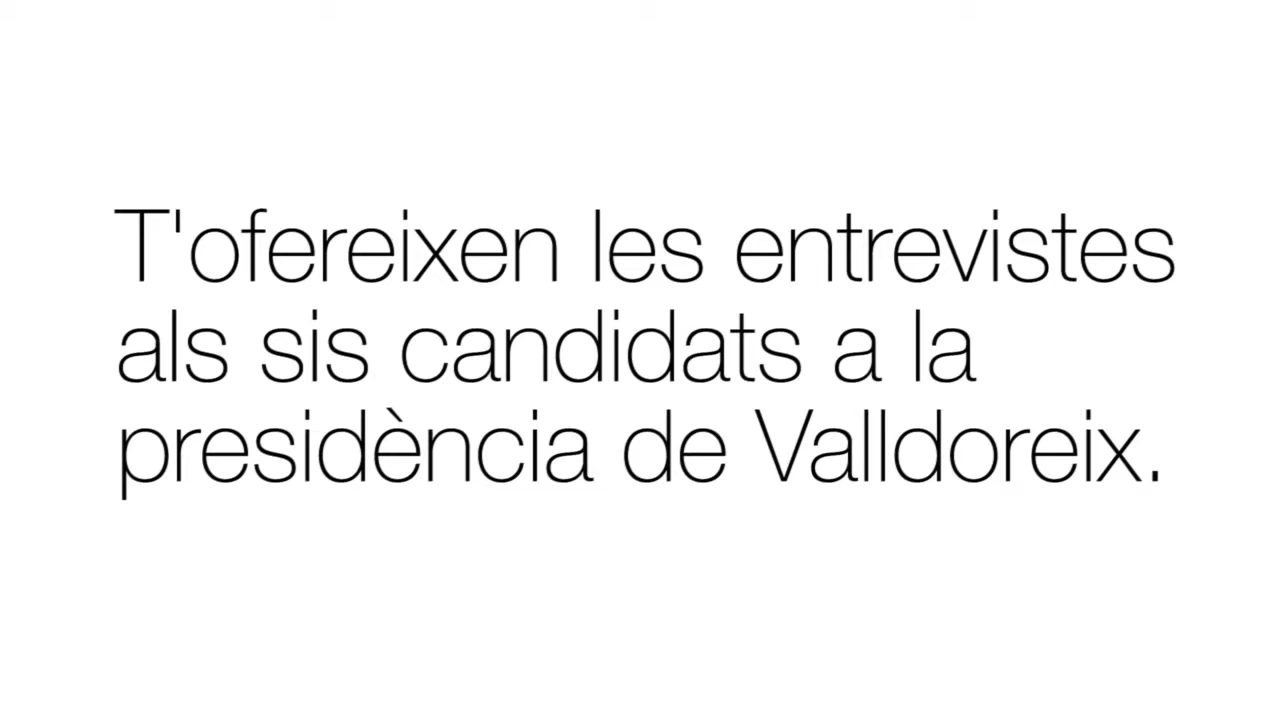 T'ofereixen les entrevistes
als sis candidats a la
presidència de Valldoreix.